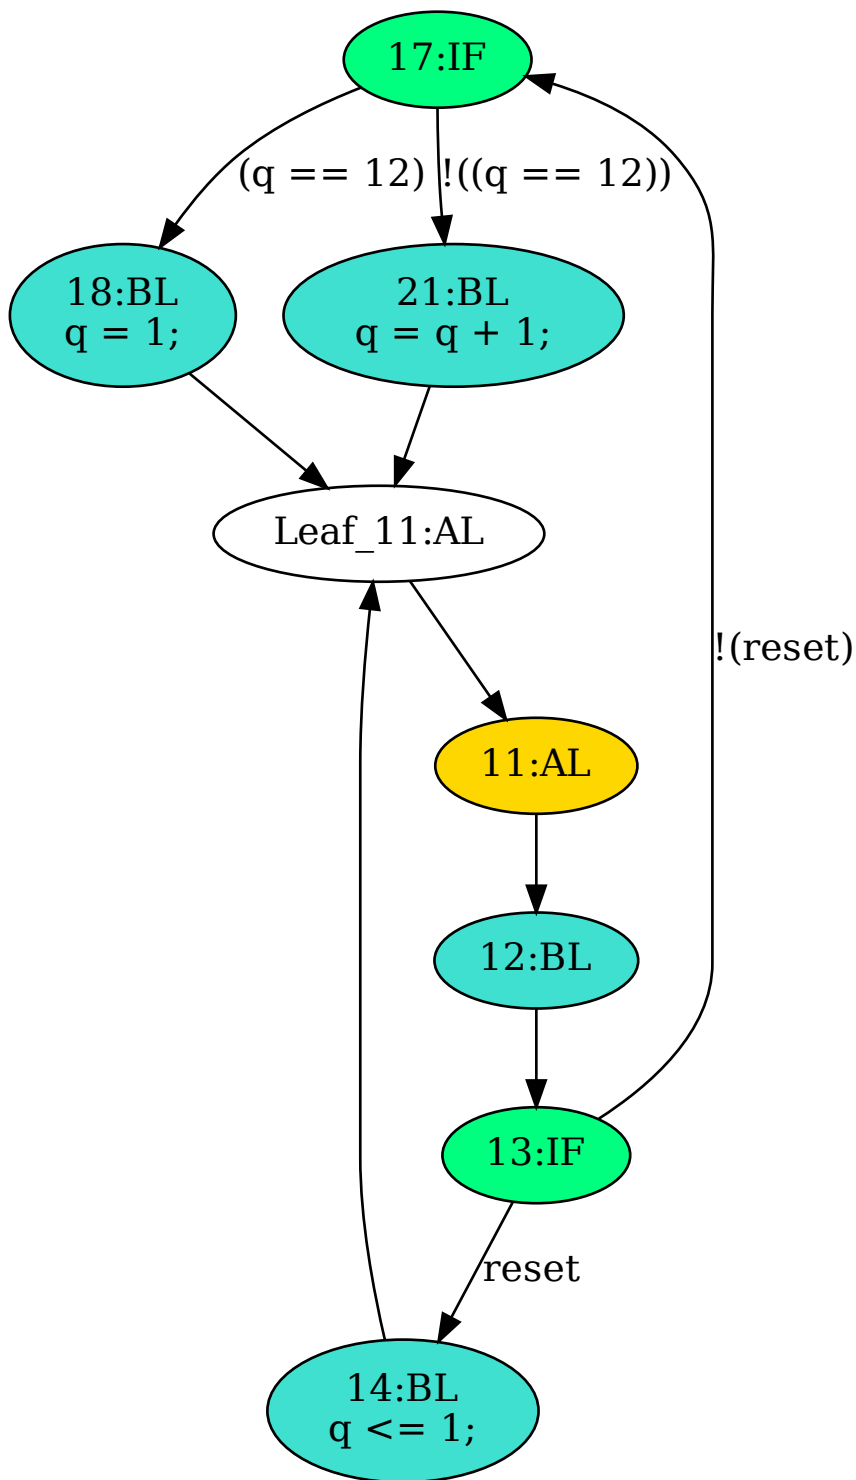 17:IF
(q == 12)
!((q == 12))
18:BL
q = 1;
21:BL
q = q + 1;
Leaf_11:AL
!(reset)
11:AL
12:BL
13:IF
reset
14:BL
q <= 1;